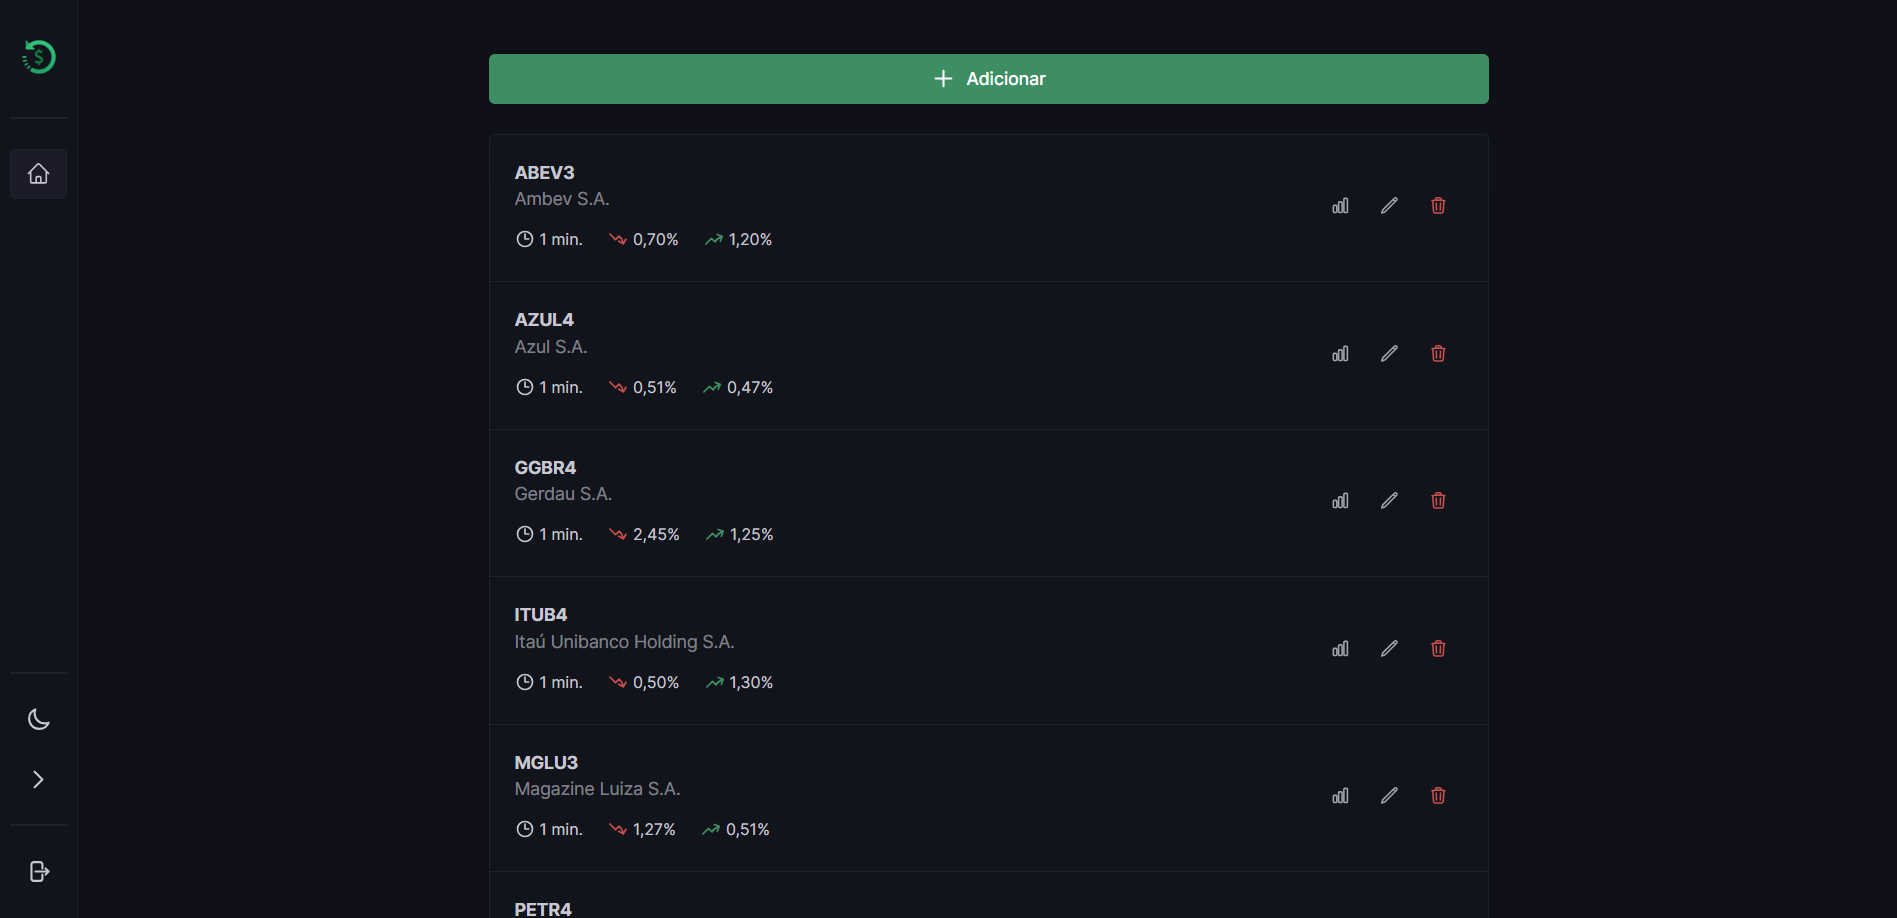 $
Adicionar
ABEV3
Ambev S.A.
1 min. 0,70% 1,20%
AZUL4
Azul S.A.
1 min. 0,51% 0,47%
GGBR4
Gerdau S.A.
1 min. 2,45% 1,25%
ITUB4
Itaú Unibanco Holding S.A.
1 min. 0,50% 1,30%
MGLU3
Magazine Luiza S.A.
1 min. 1,27% 0,51%
PETR4